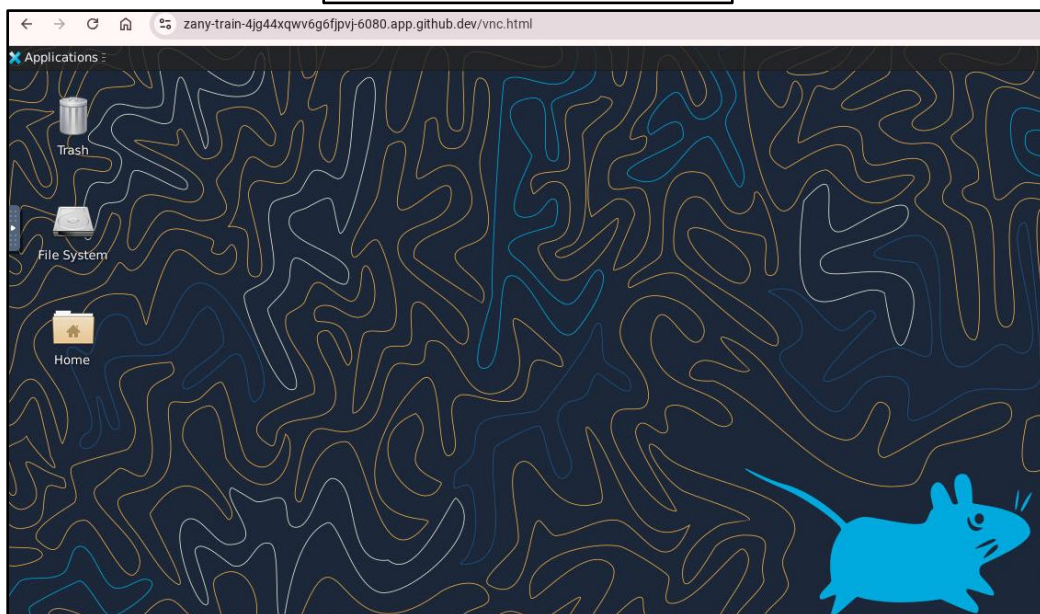 zany-train-4jg44xqwv6g6fjpvj-6080.app.github.dev/vnc.html
Applications
Trash
File System
Home